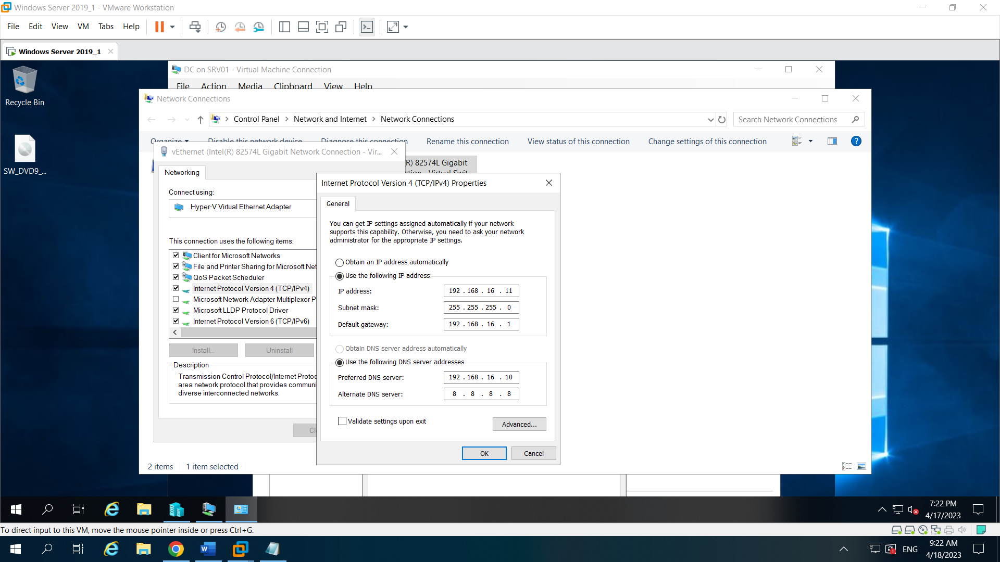 Windows Server 2019_1 - VMware Workstation
File Edit View VM Tabs Help
Windows Server 2019_1
Recycle Bin
SW_DVD9_...
DC on SRV01 - Virtual Machine Connection
File Action Media Clipboard View Help
Network Connections
Control Panel > Network and Internet > Network Connections
Search Network Connections
Organize Disable this network device Diagnose this connection Rename this connection View status of this connection Change settings of this connection
R) 82574L Gigabit
tion - Virtual Swit
vEthernet (Intel(R) 82574L Gigabit Network Connection - Vir...
Networking
Connect using:
Hyper-V Virtual Ethernet Adapter
This connection uses the following items:
Client for Microsoft Networks
File and Printer Sharing for Microsoft Net
QoS Packet Scheduler
Internet Protocol Version 4 (TCP/IPv4)
Microsoft Network Adapter Multiplexor P
Microsoft LLDP Protocol Driver
Internet Protocol Version 6 (TCP/IPv6)
Install...
Uninstall
Description
Transmission Control Protocol/Internet Protoc
area network protocol that provides communi
diverse interconnected networks.
Cl
Internet Protocol Version 4 (TCP/IPv4) Properties
General
You can get IP settings assigned automatically if your network
supports this capability. Otherwise, you need to ask your network
administrator for the appropriate IP settings.
Obtain an IP address automatically
Use the following IP address:
IP address: 192 . 168 . 16 . 11
Subnet mask: 255 . 255 . 255 . 0
Default gateway: 192 . 168 . 16 . 1
Obtain DNS server address automatically
Use the following DNS server addresses
Preferred DNS server: 192 . 168 . 16 . 10
Alternate DNS server: 8 . 8 . 8 . 8
Validate settings upon exit
Advanced...
OK
Cancel
2 items 1 item selected
7:22 PM
4/17/2023
To direct input to this VM, move the mouse pointer inside or press Ctrl+G.
ENG
9:22 AM
4/18/2023